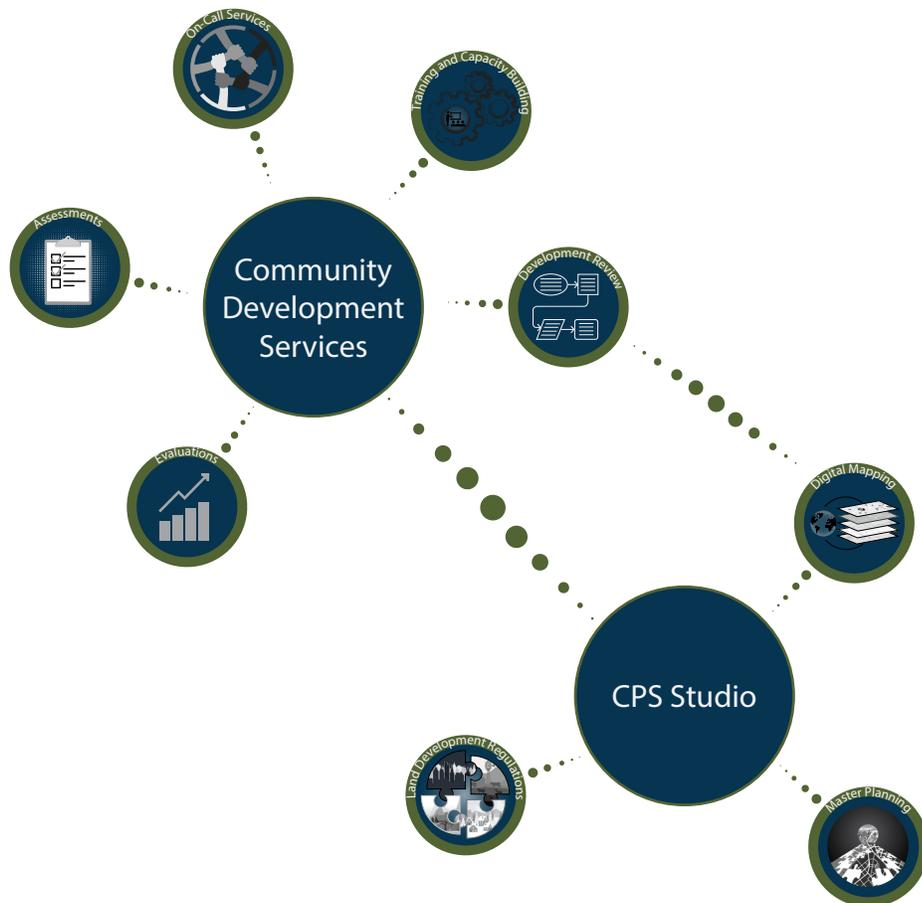 On-Call Services
Training and Capacity Building
Assessments
Community
Development
Services
Development Review
Evaluations
Digital Mapping
CPS Studio
Land Development Regulations
Master Planning